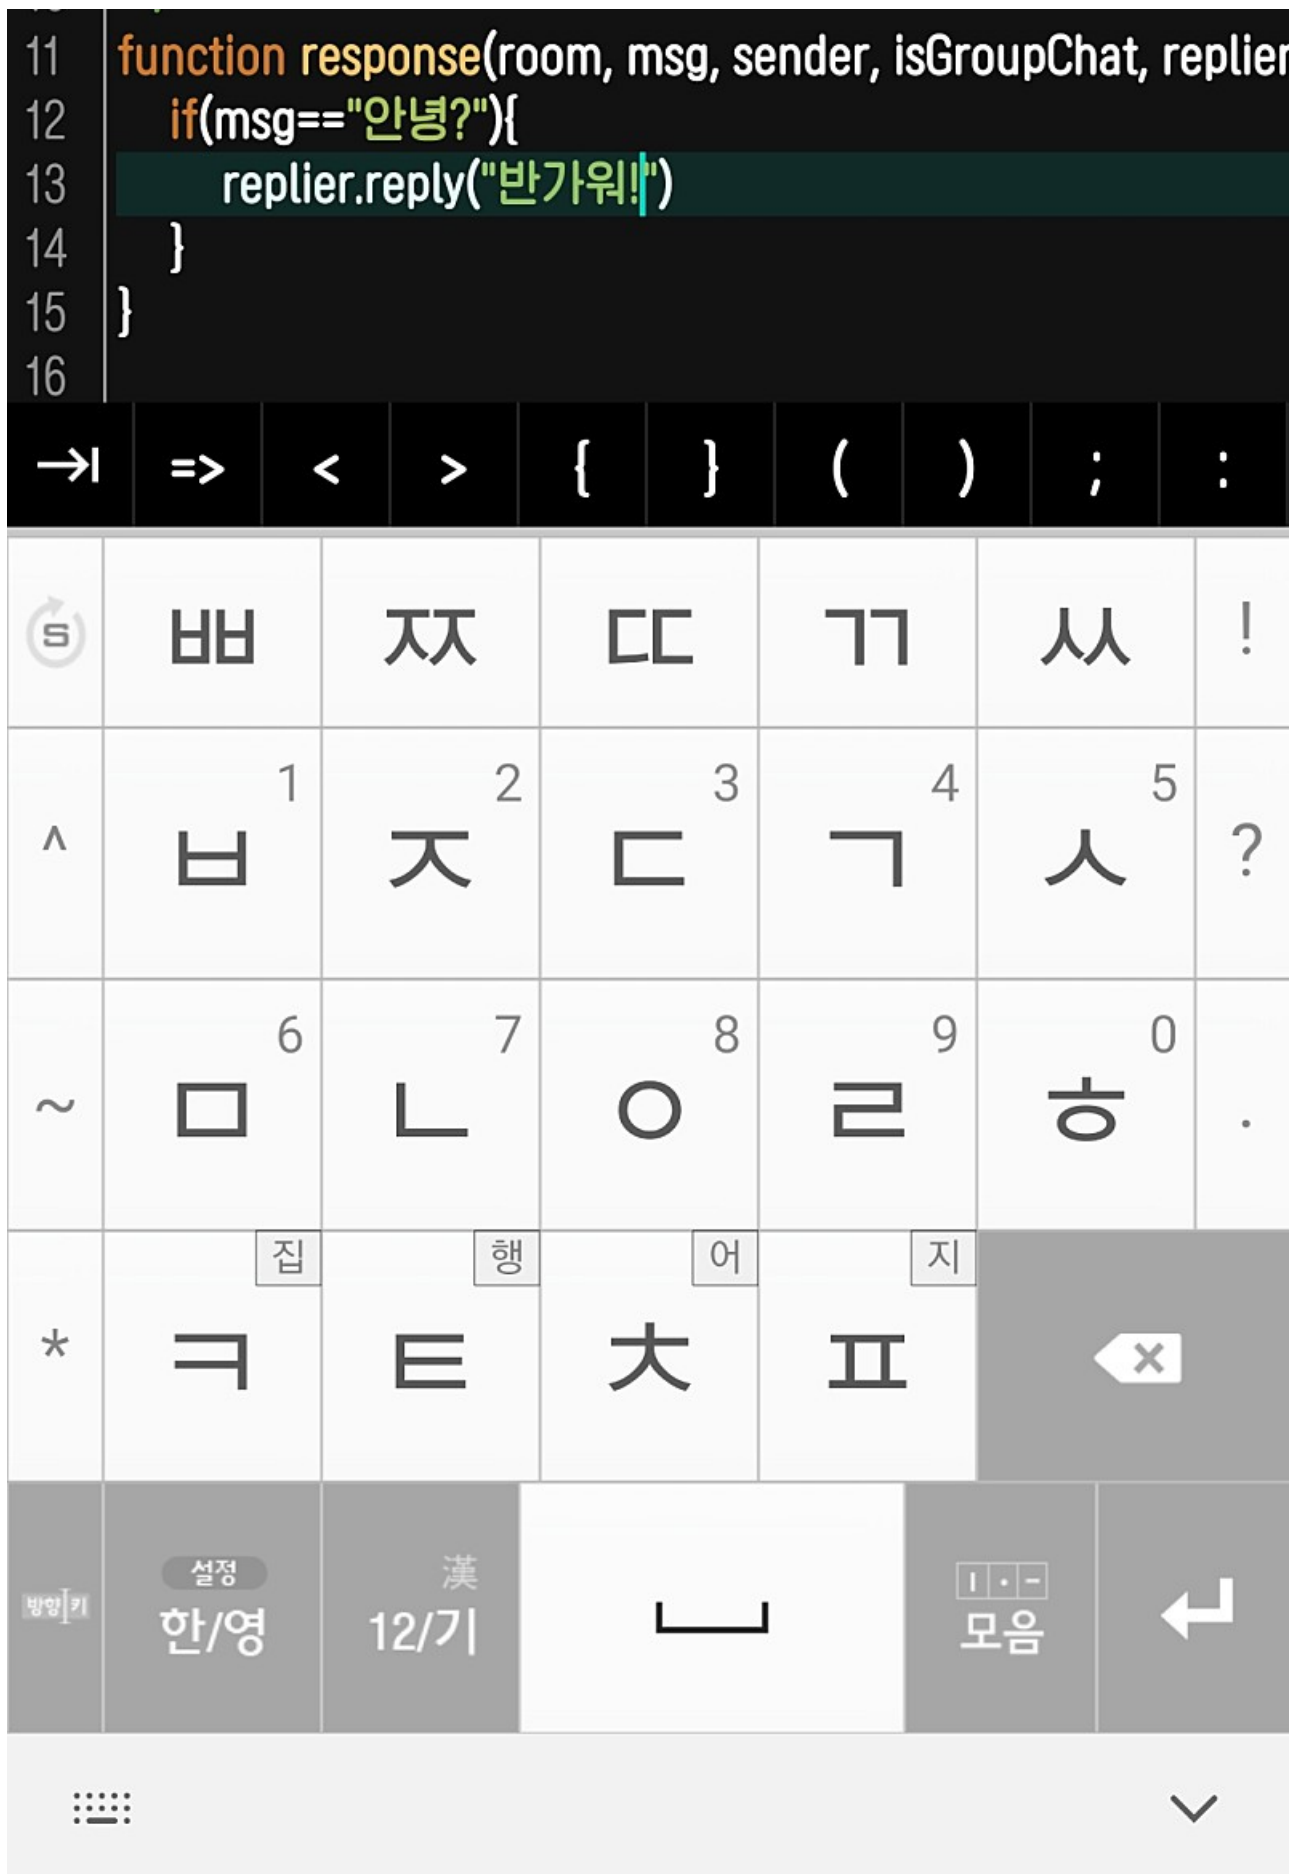 11 function response(room, msg, sender, isGroupChat, replier
12 if(msg=="안녕?"){
13 replier.reply("반가워!")
14 }
15 }
16
→| => < > { } ( ) ; :
S ㅃ ㅉ ㄸ ㄲ ㅆ !
1 2 3 4 5
^ ㅂ ㅈ ㄷ ㄱ ㅅ ?
6 7 8 9 0
~ ㅁ ㄴ ㅇ ㄹ ㅎ .
집 행 어 지
* ㅋ ㅌ ㅊ ㅍ
설정 漢 ㅣ · ㅡ
방향키 한/영 12/기 모음